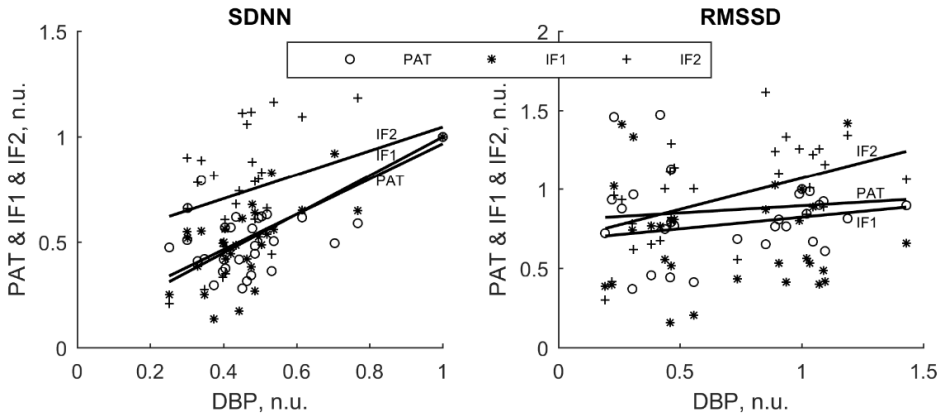 SDNN
RMSSD
PAT IF1 IF2
PAT & IF1 & IF2, n.u.
1.5
1
0.5
0
0 0.2 0.4 0.6 0.8 1
DBP, n.u.
IF2
IF1
PAT
PAT & IF1 & IF2, n.u.
2
1.5
1
0.5
0
0 0.5 1 1.5
DBP, n.u.
IF2
PAT
IF1